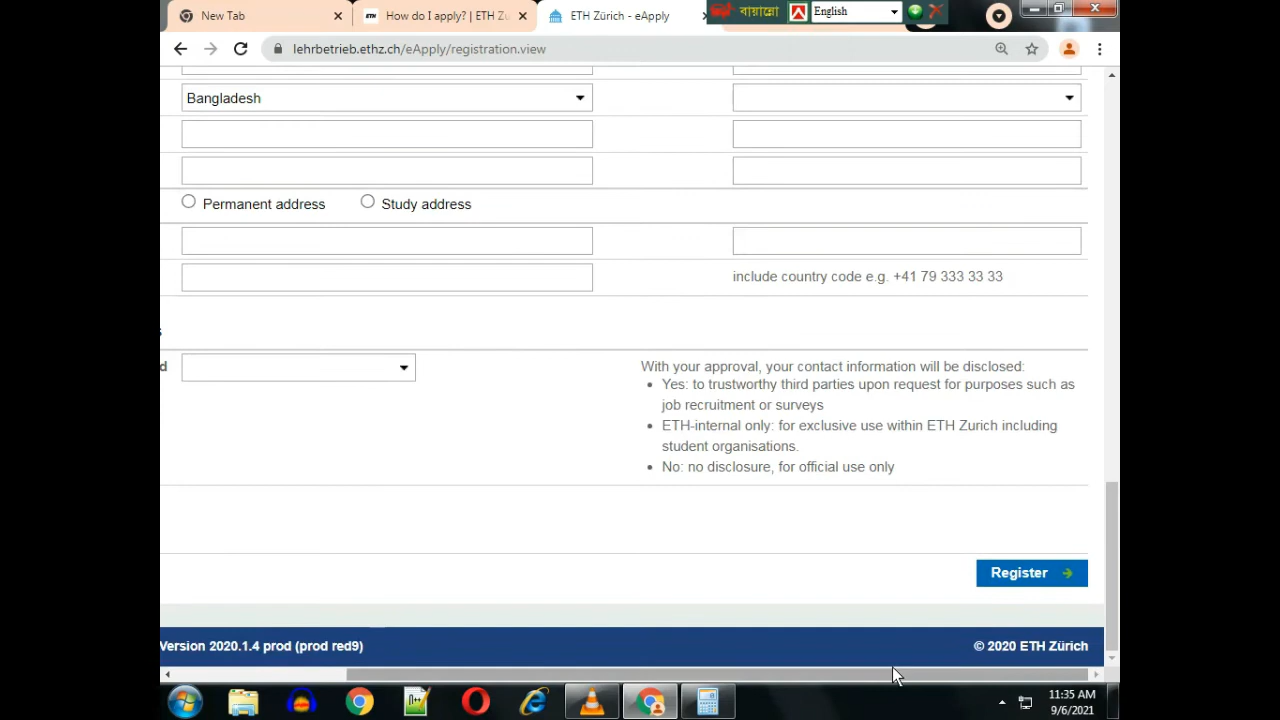 New Tab
How do I apply? | ETH Zu
ETH Zürich - eApply
English
lehrbetrieb.ethz.ch/eApply/registration.view
Bangladesh
Permanent address
Study address
include country code e.g. +41 79 333 33 33
s
d
With your approval, your contact information will be disclosed:
Yes: to trustworthy third parties upon request for purposes such as
job recruitment or surveys
ETH-internal only: for exclusive use within ETH Zurich including
student organisations.
No: no disclosure, for official use only
Register
Version 2020.1.4 prod (prod red9)
© 2020 ETH Zürich
11:35 AM
9/6/2021